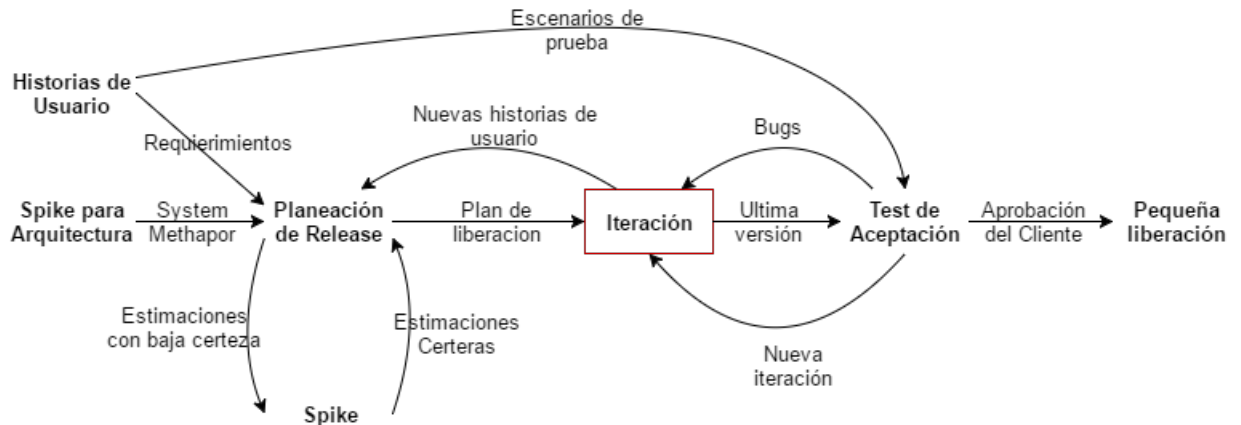 Escenarios de
prueba
Historias de
Usuario
Nuevas historias de
usuario
Bugs
Requierimientos
Spike para
Arquitectura
System
Methapor
Planeación
de Release
Plan de
liberacion
Iteración
Ultima
versión
Test de
Aceptación
Aprobación
del Cliente
Pequeña
liberación
Estimaciones
con baja certeza
Estimaciones
Certeras
Nueva
iteración
Spike